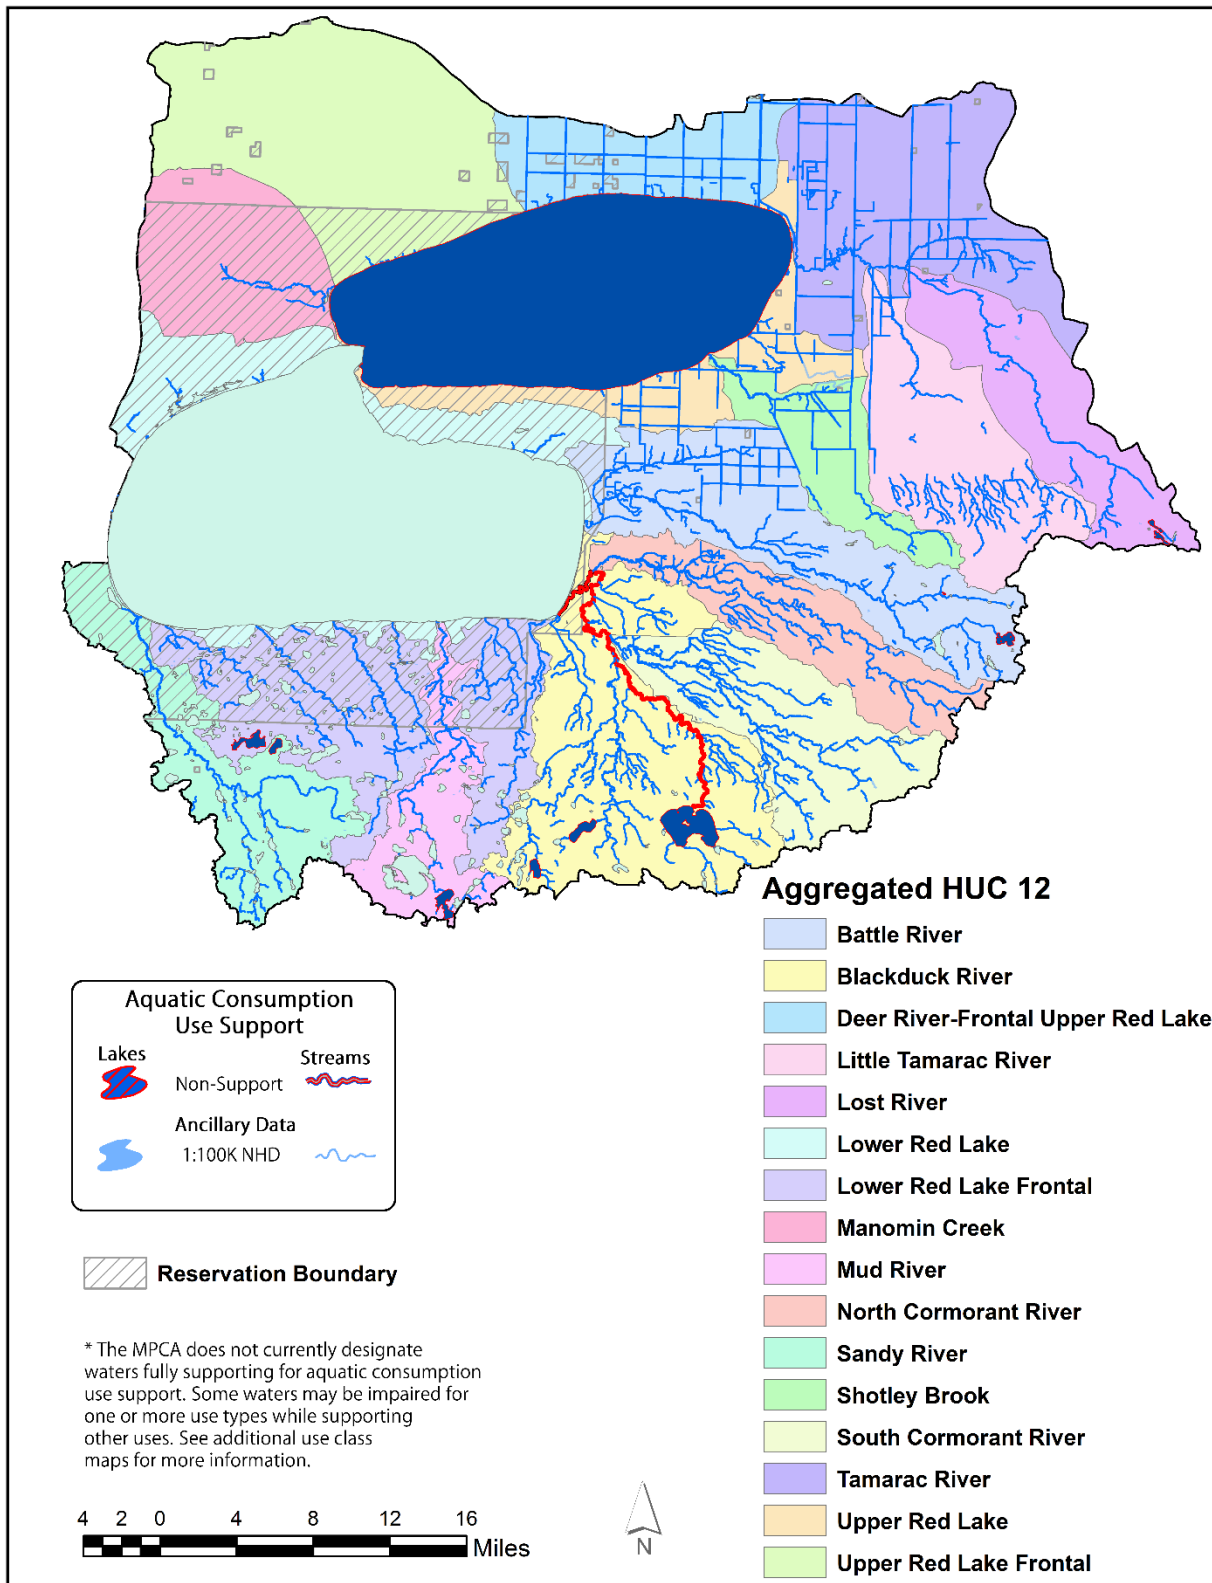 Aggregated HUC 12
Battle River
Blackduck River
Deer River-Frontal Upper Red Lake
Little Tamarac River
Lost River
Lower Red Lake
Lower Red Lake Frontal
Manomin Creek
Mud River
North Cormorant River
Sandy River
Shotley Brook
South Cormorant River
Tamarac River
Upper Red Lake
Upper Red Lake Frontal
Aquatic Consumption
Use Support
Lakes
Streams
Non-Support
Ancillary Data
1:100K NHD
Reservation Boundary
* The MPCA does not currently designate
waters fully supporting for aquatic consumption
use support. Some waters may be impaired for
one or more use types while supporting
other uses. See additional use class
maps for more information.
4 2 0 4 8 12 16
Miles
N